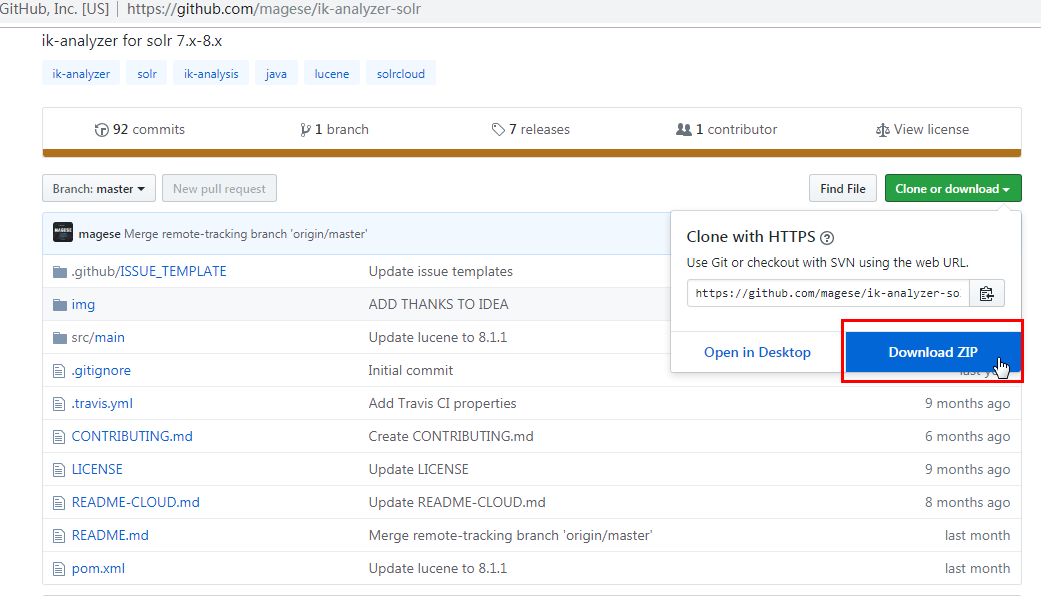 GitHub, Inc. [US] | https://github.com/magese/ik-analyzer-solr
ik-analyzer for solr 7.x-8.x
ik-analyzer solr ik-analysis java lucene solrcloud
92 commits 1 branch 7 releases 1 contributor View license
Branch: master New pull request Find File Clone or download
MAGESE magese Merge remote-tracking branch 'origin/master'
Clone with HTTPS ?
Use Git or checkout with SVN using the web URL.
https://github.com/magese/ik-analyzer-so
Open in Desktop Download ZIP
.github/ISSUE_TEMPLATE Update issue templates
img ADD THANKS TO IDEA
src/main Update lucene to 8.1.1
.gitignore Initial commit last
.travis.yml Add Travis CI properties 9 months ago
CONTRIBUTING.md Create CONTRIBUTING.md 6 months ago
LICENSE Update LICENSE 9 months ago
README-CLOUD.md Update README-CLOUD.md 8 months ago
README.md Merge remote-tracking branch 'origin/master' last month
pom.xml Update lucene to 8.1.1 last month